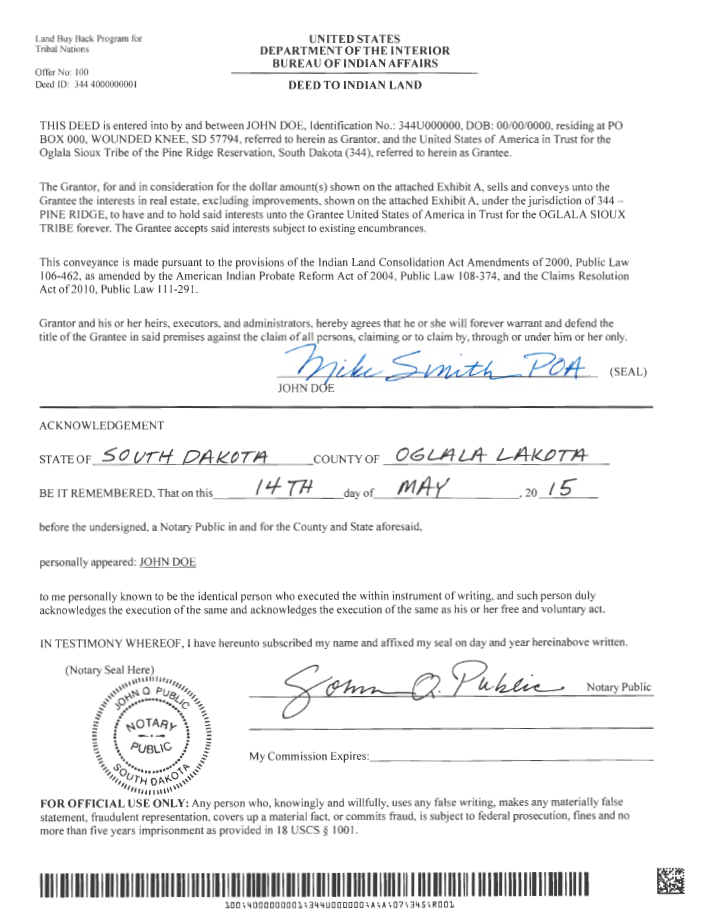 Land Buy Back Program for
Tribal Nations
Offer No: 100
Deed ID: 344 4000000001
UNITED STATES
DEPARTMENT OF THE INTERIOR
BUREAU OF INDIAN AFFAIRS
DEED TO INDIAN LAND
THIS DEED is entered into by and between JOHN DOE, Identification No.: 344U000000, DOB: 00/00/0000, residing at PO
BOX 000, WOUNDED KNEE, SD 57794, referred to herein as Grantor, and the United States of America in Trust for the
Oglala Sioux Tribe of the Pine Ridge Reservation, South Dakota (344), referred to herein as Grantee.
The Grantor, for and in consideration for the dollar amount(s) shown on the attached Exhibit A, sells and conveys unto the
Grantee the interests in real estate, excluding improvements, shown on the attached Exhibit A, under the jurisdiction of 344 –
PINE RIDGE, to have and to hold said interests unto the Grantee United States of America in Trust for the OGLALA SIOUX
TRIBE forever. The Grantee accepts said interests subject to existing encumbrances.
This conveyance is made pursuant to the provisions of the Indian Land Consolidation Act Amendments of 2000, Public Law
106-462, as amended by the American Indian Probate Reform Act of 2004, Public Law 108-374, and the Claims Resolution
Act of 2010, Public Law 111-291.
Grantor and his or her heirs, executors, and administrators, hereby agrees that he or she will forever warrant and defend the
title of the Grantee in said premises against the claim of all persons, claiming or to claim by, through or under him or her only.
Mike Smith POA (SEAL)
JOHN DOE
ACKNOWLEDGEMENT
STATE OF SOUTH DAKOTA COUNTY OF OGLALA LAKOTA
BE IT REMEMBERED, That on this 14TH day of MAY, 20 15
before the undersigned, a Notary Public in and for the County and State aforesaid,
personally appeared: JOHN DOE
to me personally known to be the identical person who executed the within instrument of writing, and such person duly
acknowledges the execution of the same and acknowledges the execution of the same as his or her free and voluntary act.
IN TESTIMONY WHEREOF, I have hereunto subscribed my name and affixed my seal on day and year hereinabove written.
(Notary Seal Here)
JOHN Q. PUBLIC
NOTARY
PUBLIC
SOUTH DAKOTA
John Q. Public Notary Public
My Commission Expires:
FOR OFFICIAL USE ONLY: Any person who, knowingly and willfully, uses any false writing, makes any materially false
statement, fraudulent representation, covers up a material fact, or commits fraud, is subject to federal prosecution, fines and no
more than five years imprisonment as provided in 18 USCS § 1001.